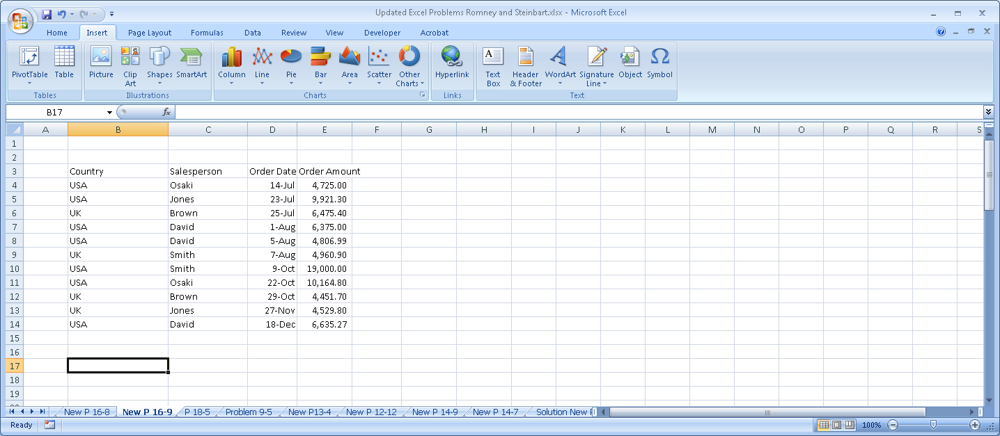 Updated Excel Problems Romney and Steinbart.xlsx - Microsoft Excel
Home Insert Page Layout Formulas Data Review View Developer Acrobat
PivotTable Table Picture Clip Art Shapes SmartArt Column Line Pie Bar Area Scatter Other Charts Hyperlink Text Box Header & Footer WordArt Signature Line Object Symbol
Tables Illustrations Charts Links Text
B17 fx
A B C D E F G H I J K L M N O P Q R S
1
2
3 Country Salesperson Order Date Order Amount
4 USA Osaki 14-Jul 4,725.00
5 USA Jones 23-Jul 9,921.30
6 UK Brown 25-Jul 6,475.40
7 USA David 1-Aug 6,375.00
8 USA David 5-Aug 4,806.99
9 UK Smith 7-Aug 4,960.90
10 USA Smith 9-Oct 19,000.00
11 USA Osaki 22-Oct 10,164.80
12 UK Brown 29-Oct 4,451.70
13 UK Jones 27-Nov 4,529.80
14 USA David 18-Dec 6,635.27
15
16
17
18
19
New P 16-8 New P 16-9 P 18-5 Problem 9-5 New P13-4 New P 12-12 New P 14-9 New P 14-7 Solution New
Ready 100%